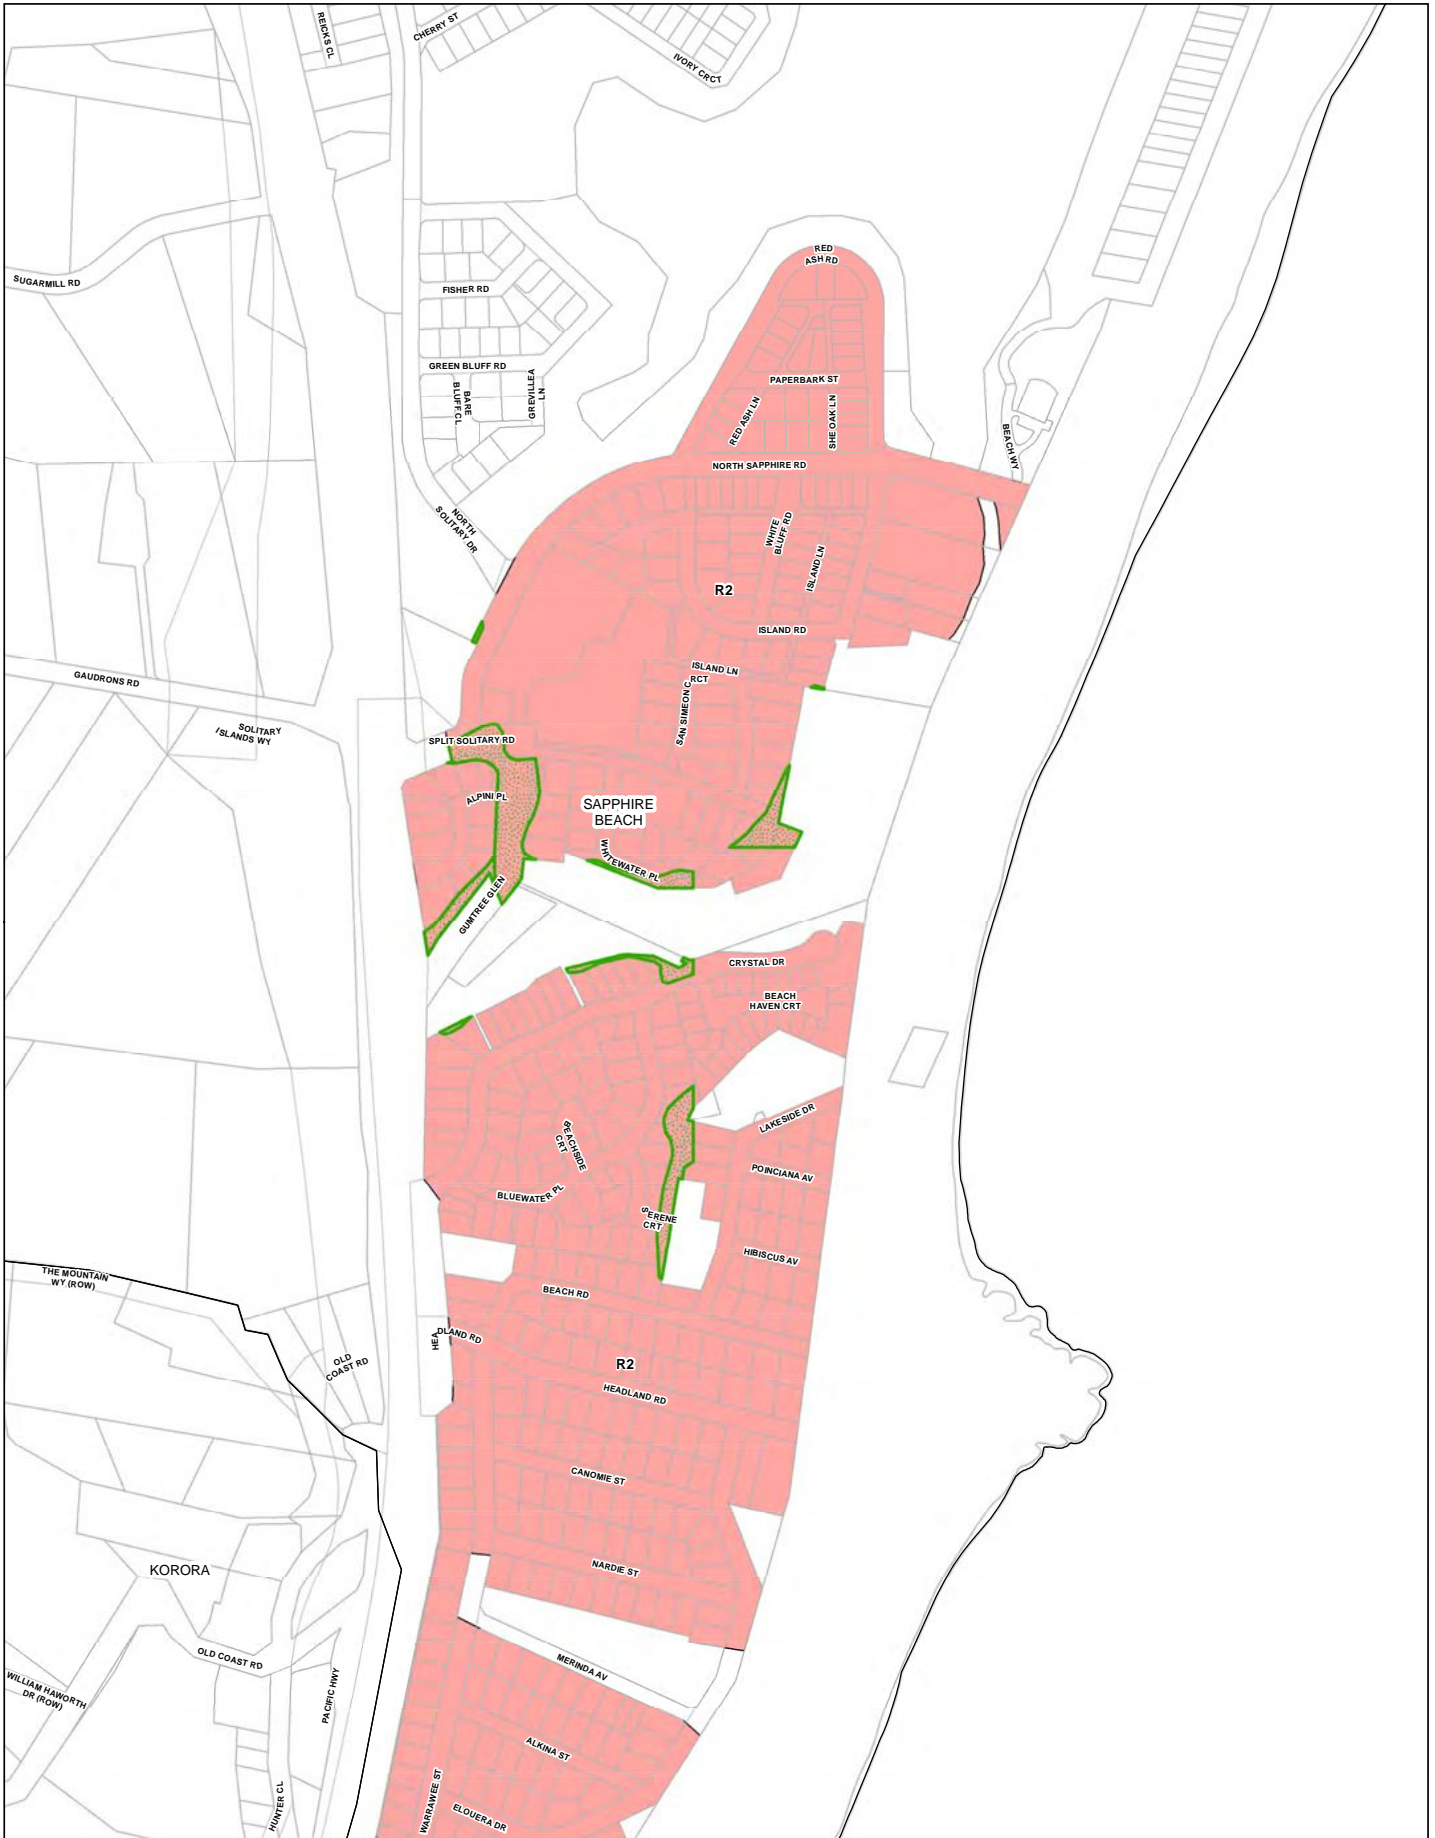 REICKS CL
CHERRY ST
IVORY CRCT
SUGARMILL RD
FISHER RD
GREEN BLUFF RD
BARE
BLUFF CL
GREVILLEA
LN
RED
ASH RD
PAPERBARK ST
RED ASH LN
SHEOAK LN
BEACH WY
NORTH SAPPHIRE RD
NORTH
SOLITARY DR
WHITE
BLUFF RD
ISLAND LN
R2
ISLAND RD
ISLAND LN
SAN SIMEON CRCT
GAUDRONS RD
SOLITARY
ISLANDS WY
SPLIT SOLITARY RD
ALPINI PL
SAPPHIRE
BEACH
WHITEWATER PL
GUMTREE GLEN
CRYSTAL DR
BEACH
HAVEN CRT
LAKESIDE DR
BEACHSIDE
CRT
POINCIANA AV
BLUEWATER PL
SERENE
CRT
HIBISCUS AV
THE MOUNTAIN
WY (ROW)
BEACH RD
HEADLAND RD
OLD
COAST RD
R2
HEADLAND RD
CANOMIE ST
NARDIE ST
KORORA
OLD COAST RD
MERINDA AV
WILLIAM HAWORTH
DR (ROW)
PACIFIC HWY
ALKINA ST
HUNTER CL
WARRAWEE ST
ELOUERA DR